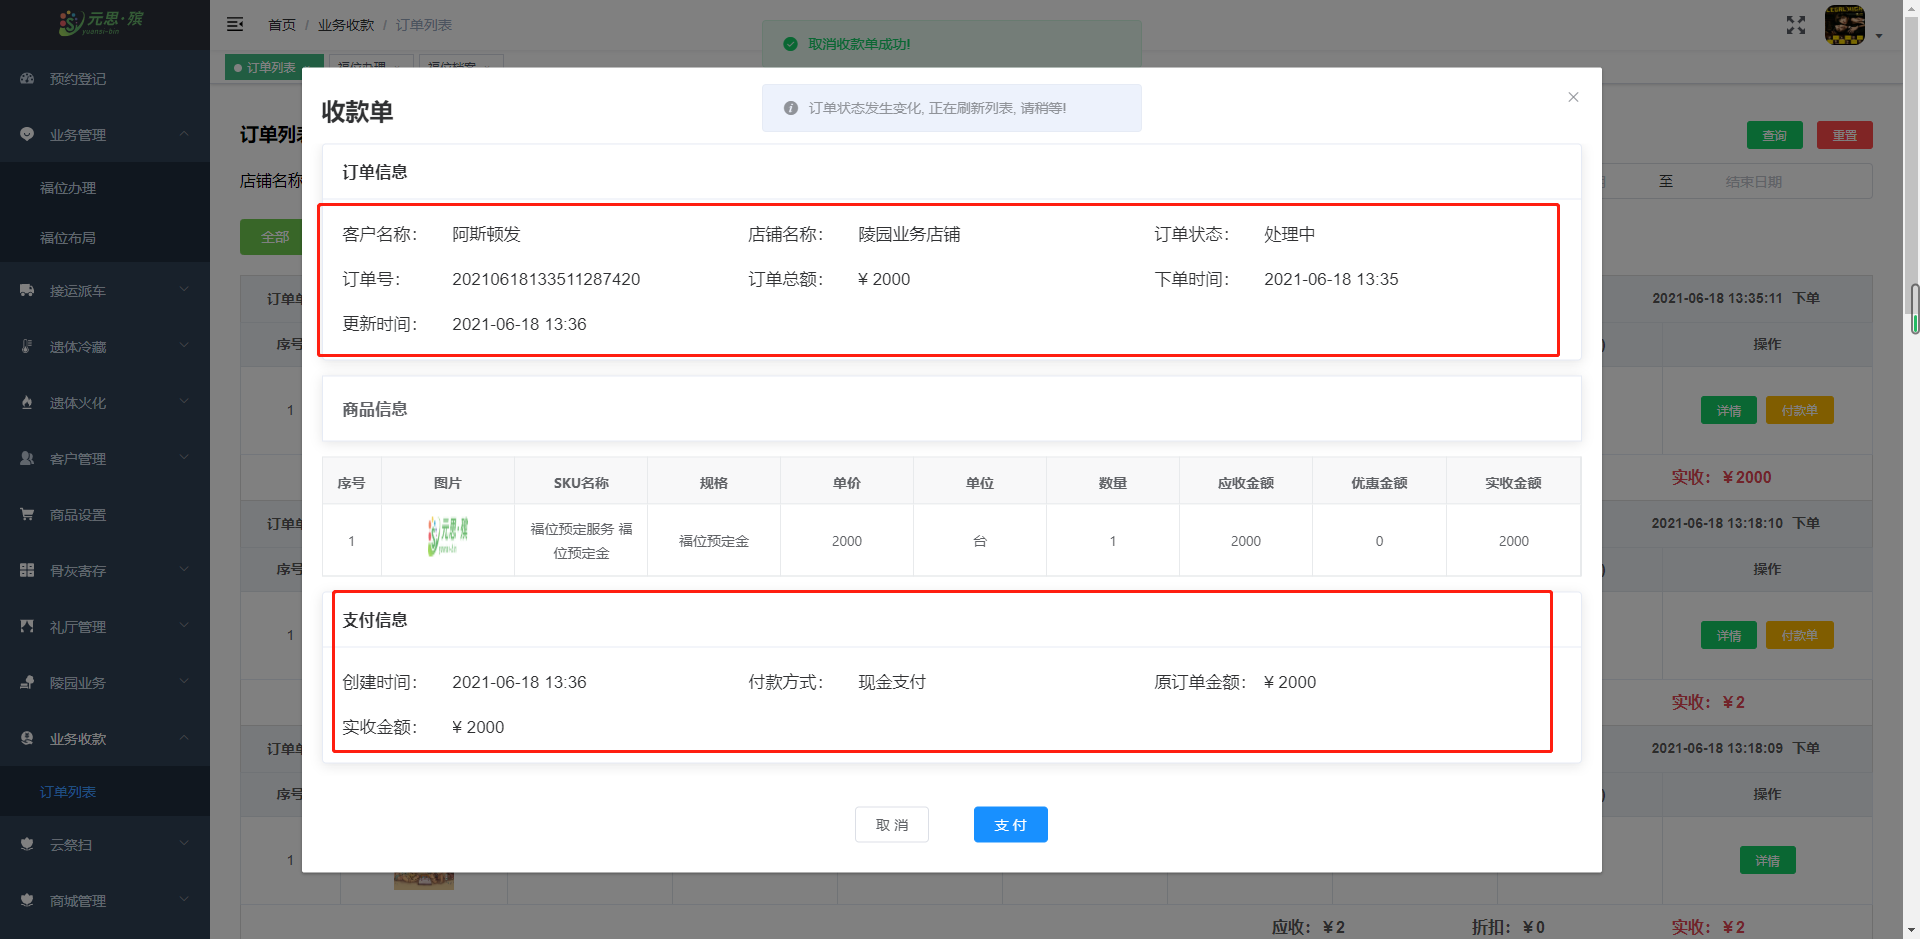 元思·殡
yuansi-bin
首页 / 业务收款 / 订单列表
取消收款单成功!
订单列表
福位办理
福位档案
预约登记
业务管理
福位办理
福位布局
接运派车
遗体冷藏
遗体火化
客户管理
商品设置
骨灰寄存
礼厅管理
陵园业务
业务收款
订单列表
云祭扫
商城管理
收款单
订单状态发生变化, 正在刷新列表, 请稍等!
订单列
查询 重置
店铺名称
至 结束日期
全部
订单信息
客户名称： 阿斯顿发 店铺名称： 陵园业务店铺 订单状态： 处理中
订单号： 20210618133511287420 订单总额： ¥ 2000 下单时间： 2021-06-18 13:35
更新时间： 2021-06-18 13:36
商品信息
序号 图片 SKU名称 规格 单价 单位 数量 应收金额 优惠金额 实收金额
1 元思·殡 福位预定服务 福位预定金 福位预定金 2000 台 1 2000 0 2000
支付信息
创建时间： 2021-06-18 13:36 付款方式： 现金支付 原订单金额： ¥ 2000
实收金额： ¥ 2000
取 消 支 付
订单 2021-06-18 13:35:11 下单
序号 操作
1 详情 付款单
实收：￥2000
订单 2021-06-18 13:18:10 下单
序号 操作
1 详情 付款单
实收：￥2
订单 2021-06-18 13:18:09 下单
序号 操作
1 详情
应收：￥2 折扣：￥0 实收：￥2